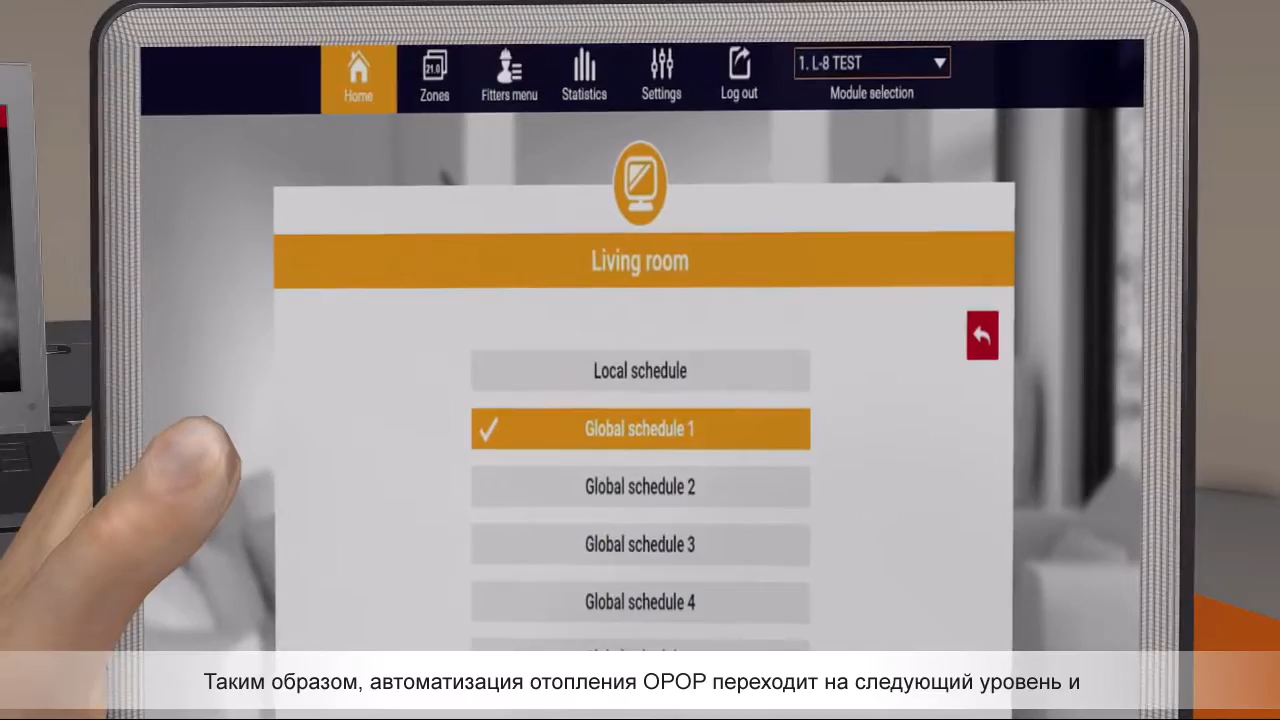 Home
Zones
21.0
Fitters menu
Statistics
Settings
Log out
1. L-8 TEST
Module selection
Living room
Local schedule
Global schedule 1
Global schedule 2
Global schedule 3
Global schedule 4
Таким образом, автоматизация отопления OPOP переходит на следующий уровень и